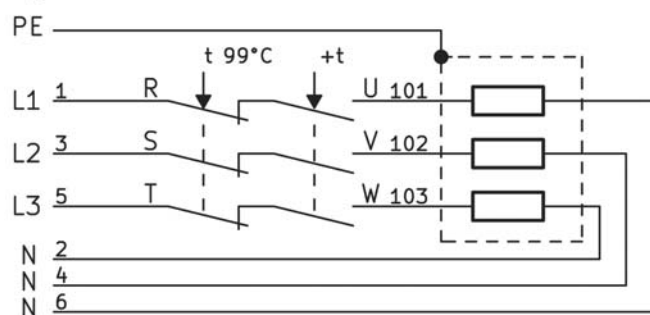 PE
t 99°C +t
L1 1 R U 101
L2 3 S V 102
L3 5 T W 103
N 2
N 4
N 6